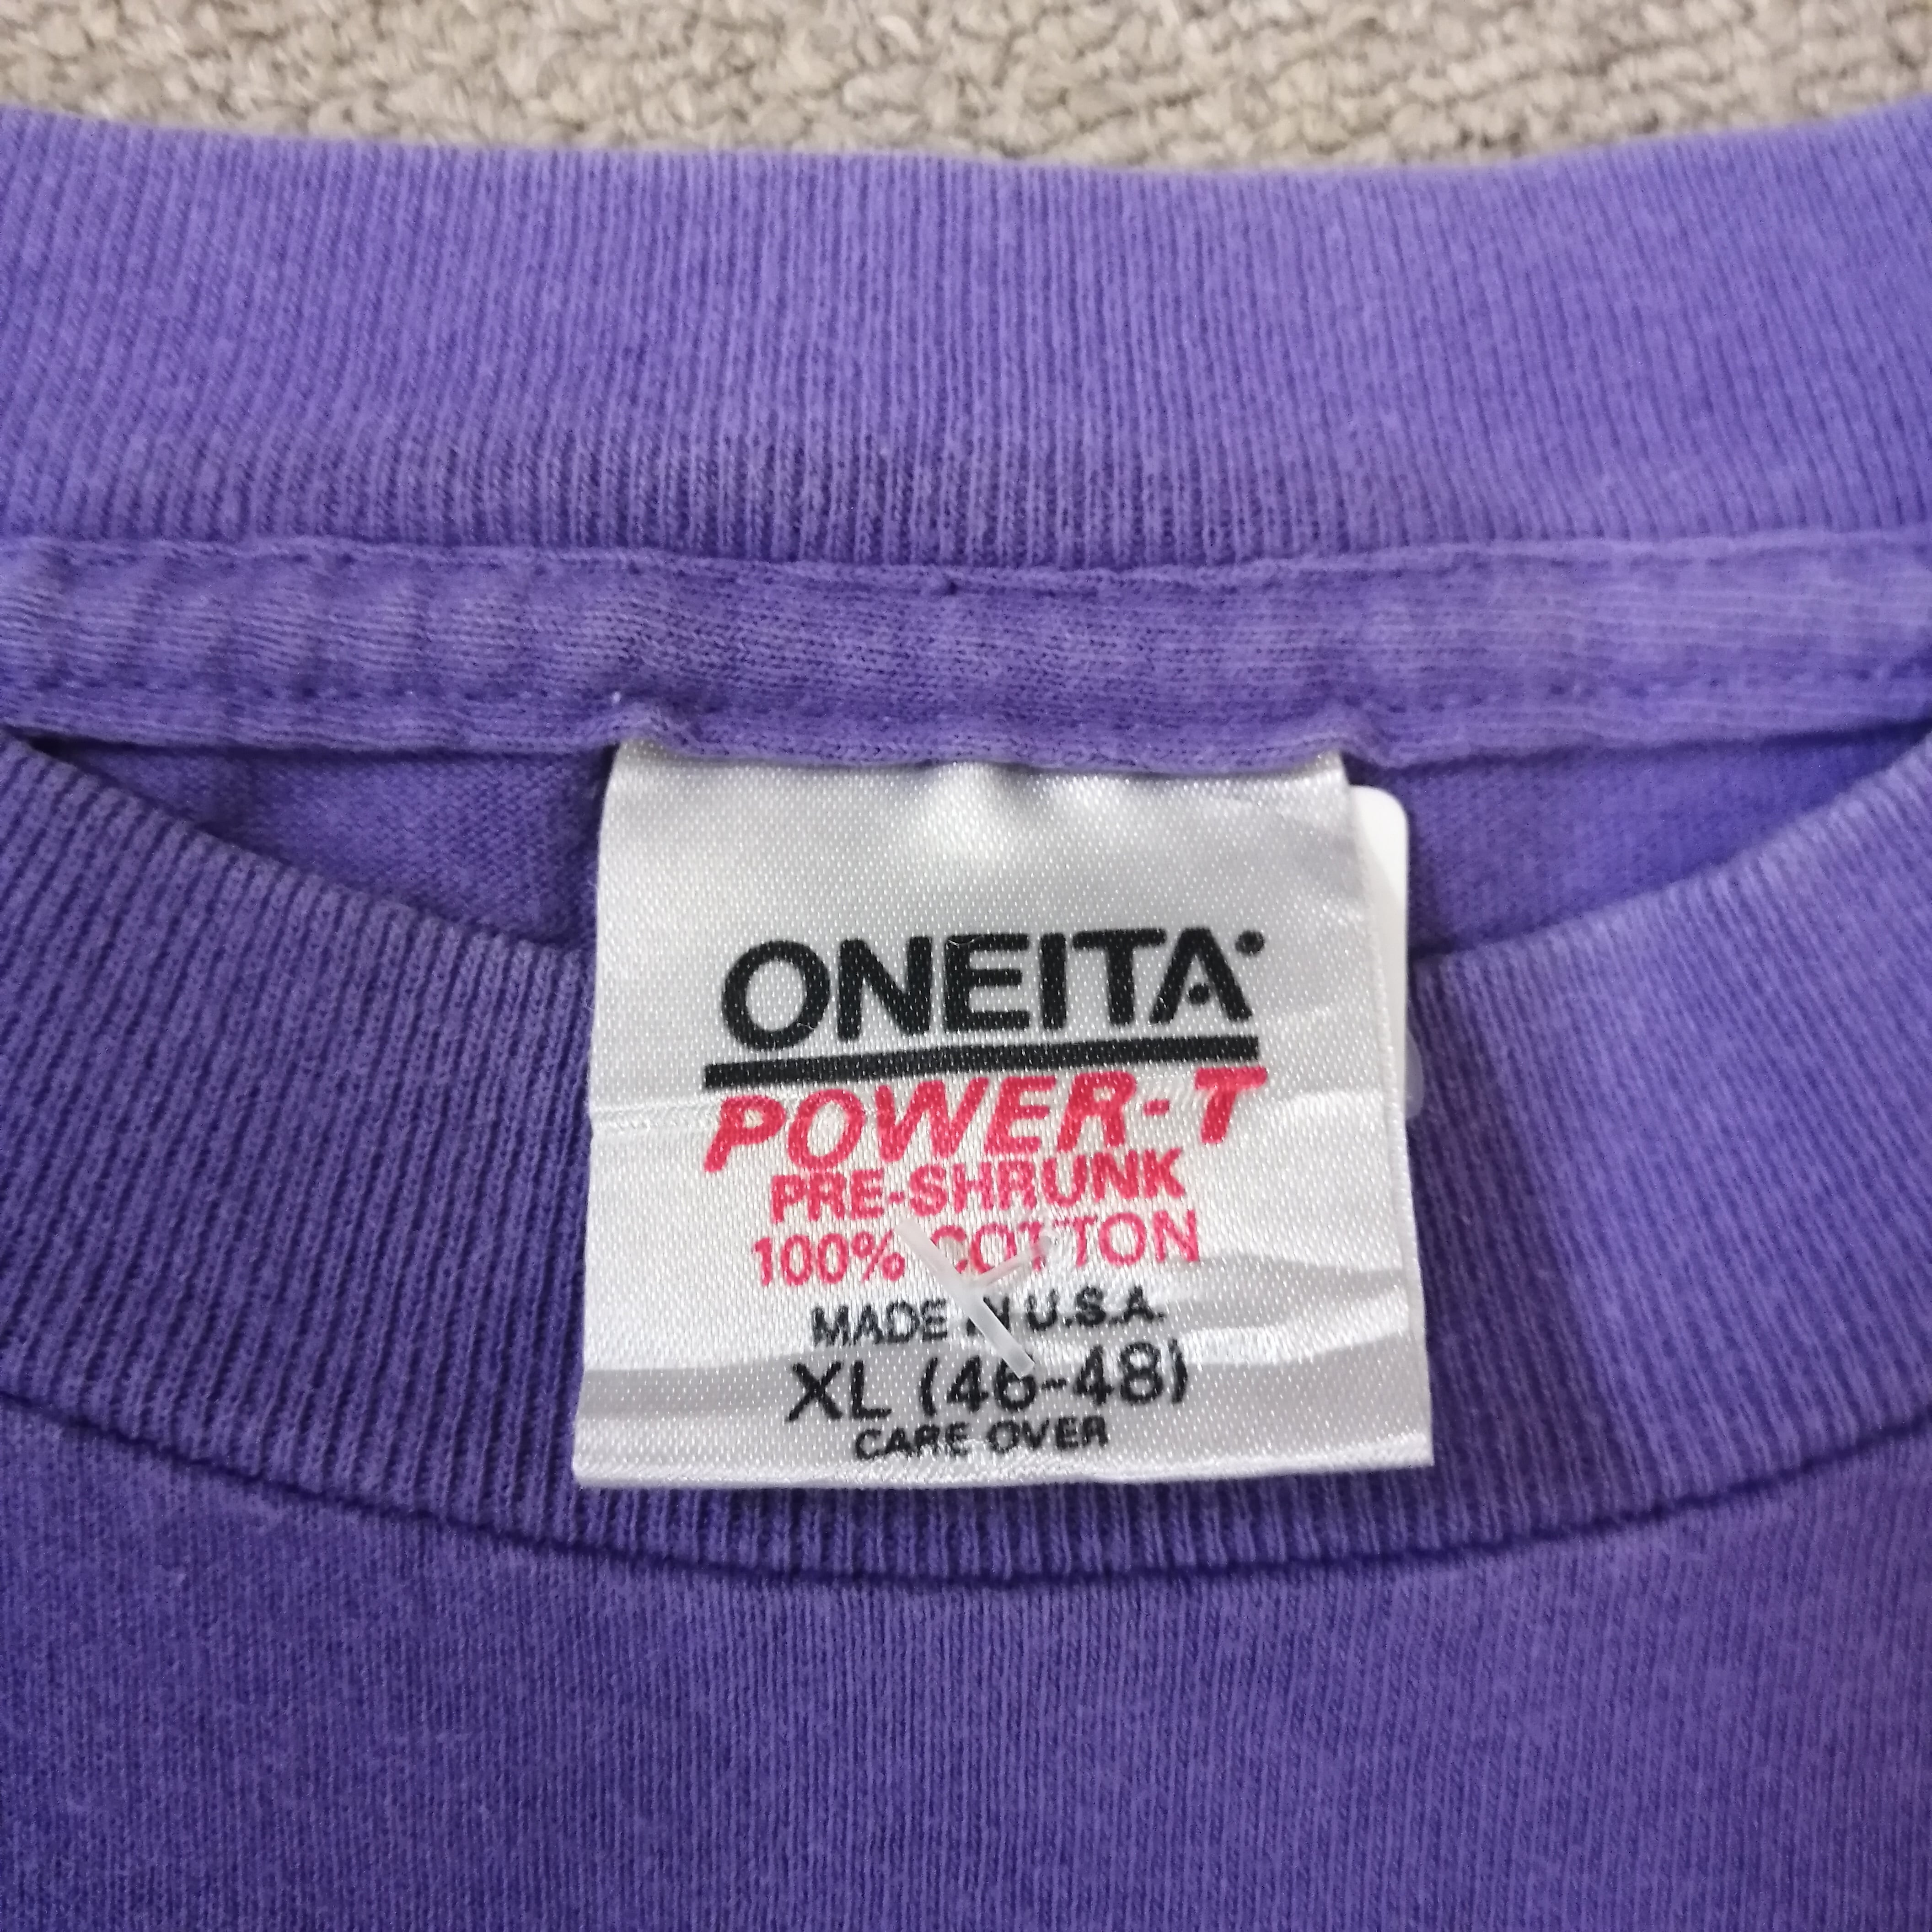 ONEITA
POWER-T
PRE-SHRUNK
100% COTTON
MADE IN U.S.A.
XL (46-48)
CARE OVER